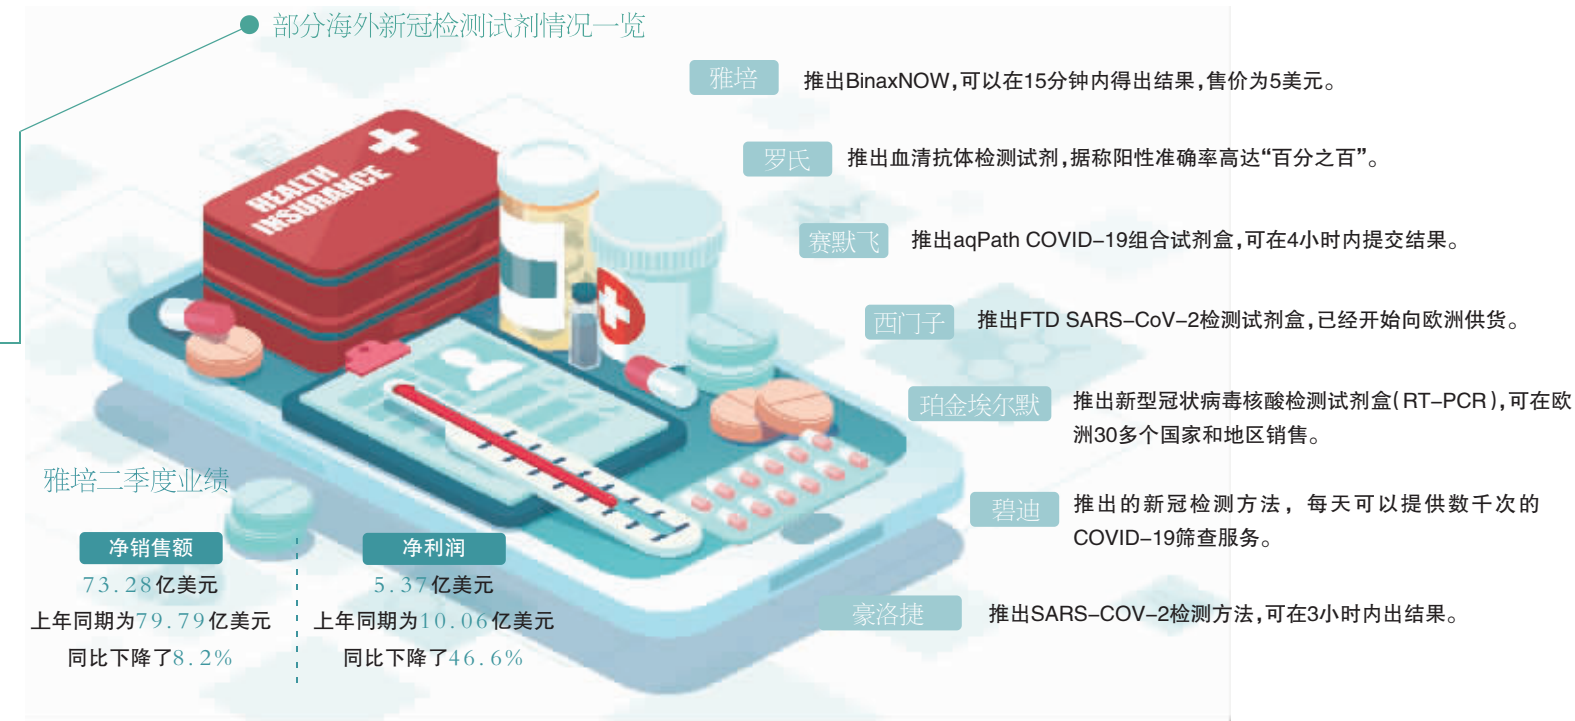 部分海外新冠检测试剂情况一览
雅培
推出BinaxNOW,可以在15分钟内得出结果,售价为5美元。
罗氏
推出血清抗体检测试剂,据称阳性准确率高达“百分之百”。
赛默飞
推出aqPath COVID–19组合试剂盒,可在4小时内提交结果。
西门子
推出FTD SARS–CoV–2检测试剂盒,已经开始向欧洲供货。
珀金埃尔默
推出新型冠状病毒核酸检测试剂盒(RT–PCR),可在欧
洲30多个国家和地区销售。
碧迪
推出的新冠检测方法,每天可以提供数千次的
COVID–19筛查服务。
豪洛捷
推出SARS–COV–2检测方法,可在3小时内出结果。
HEALTH
INSURANCE
雅培二季度业绩
净销售额
73.28亿美元
上年同期为79.79亿美元
同比下降了8.2%
净利润
5.37亿美元
上年同期为10.06亿美元
同比下降了46.6%